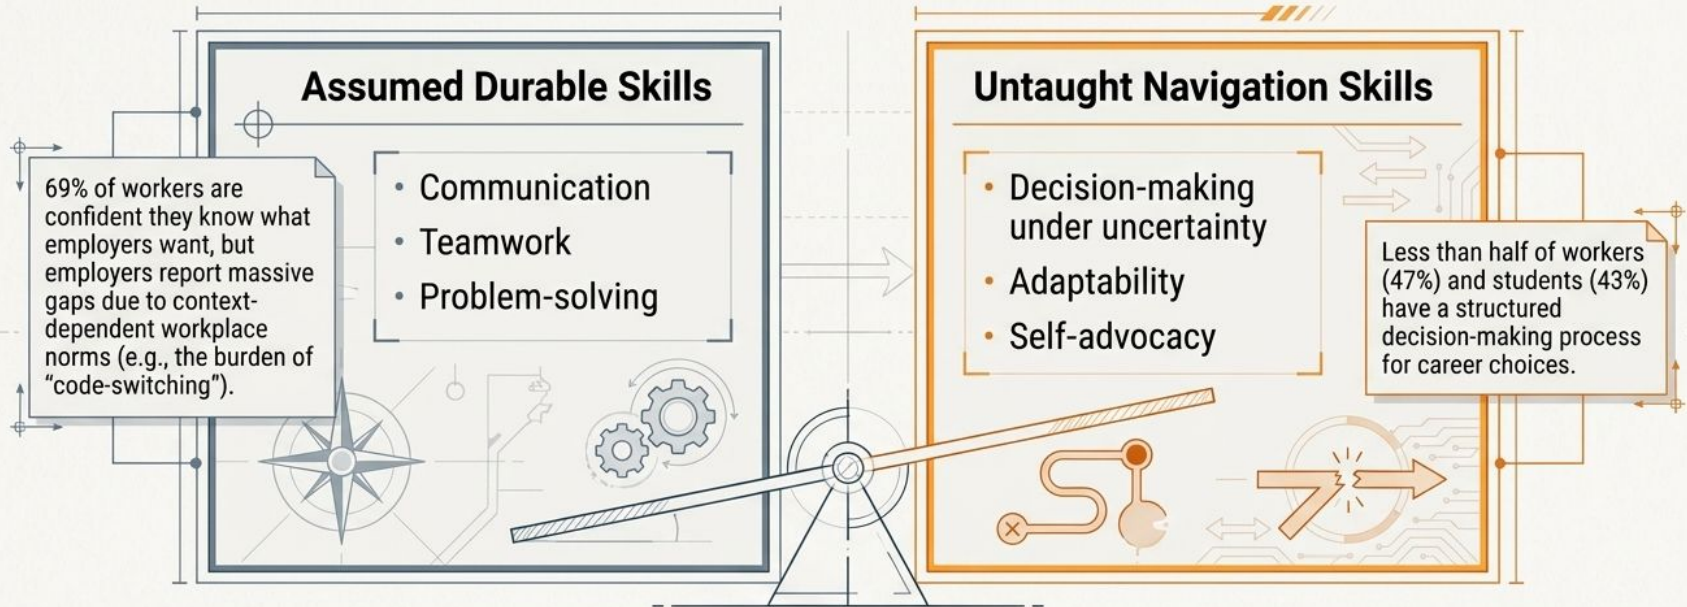 Assumed Durable Skills
69% of workers are
confident they know what
employers want, but
employers report massive
gaps due to context-
dependent workplace
norms (e.g., the burden of
“code-switching”).
• Communication
• Teamwork
• Problem-solving
Untaught Navigation Skills
• Decision-making
under uncertainty
• Adaptability
• Self-advocacy
Less than half of workers
(47%) and students (43%)
have a structured
decision-making process
for career choices.